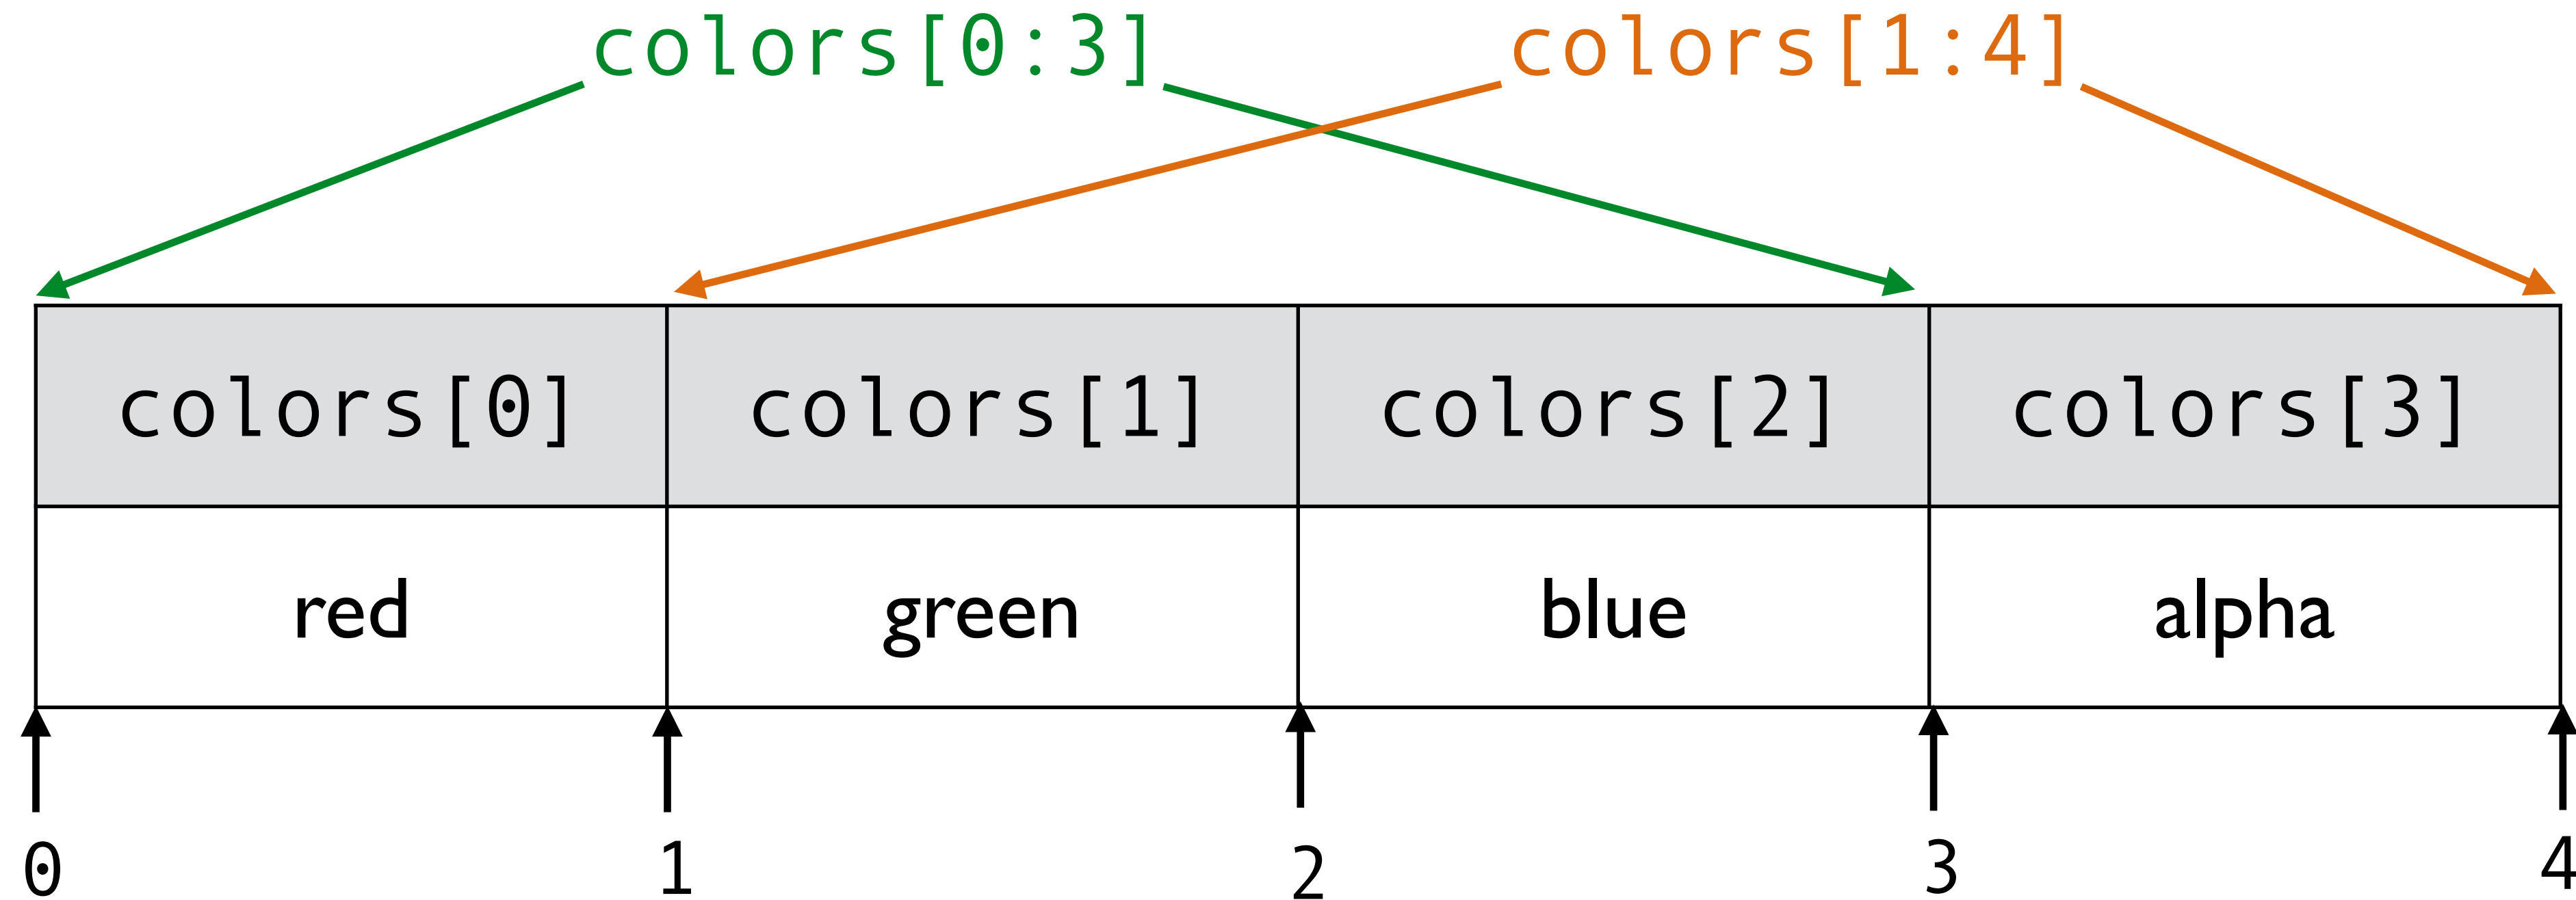 colors[0:3] colors[1:4]
colors[0] colors[1] colors[2] colors[3]
red green blue alpha
0 1 2 3 4